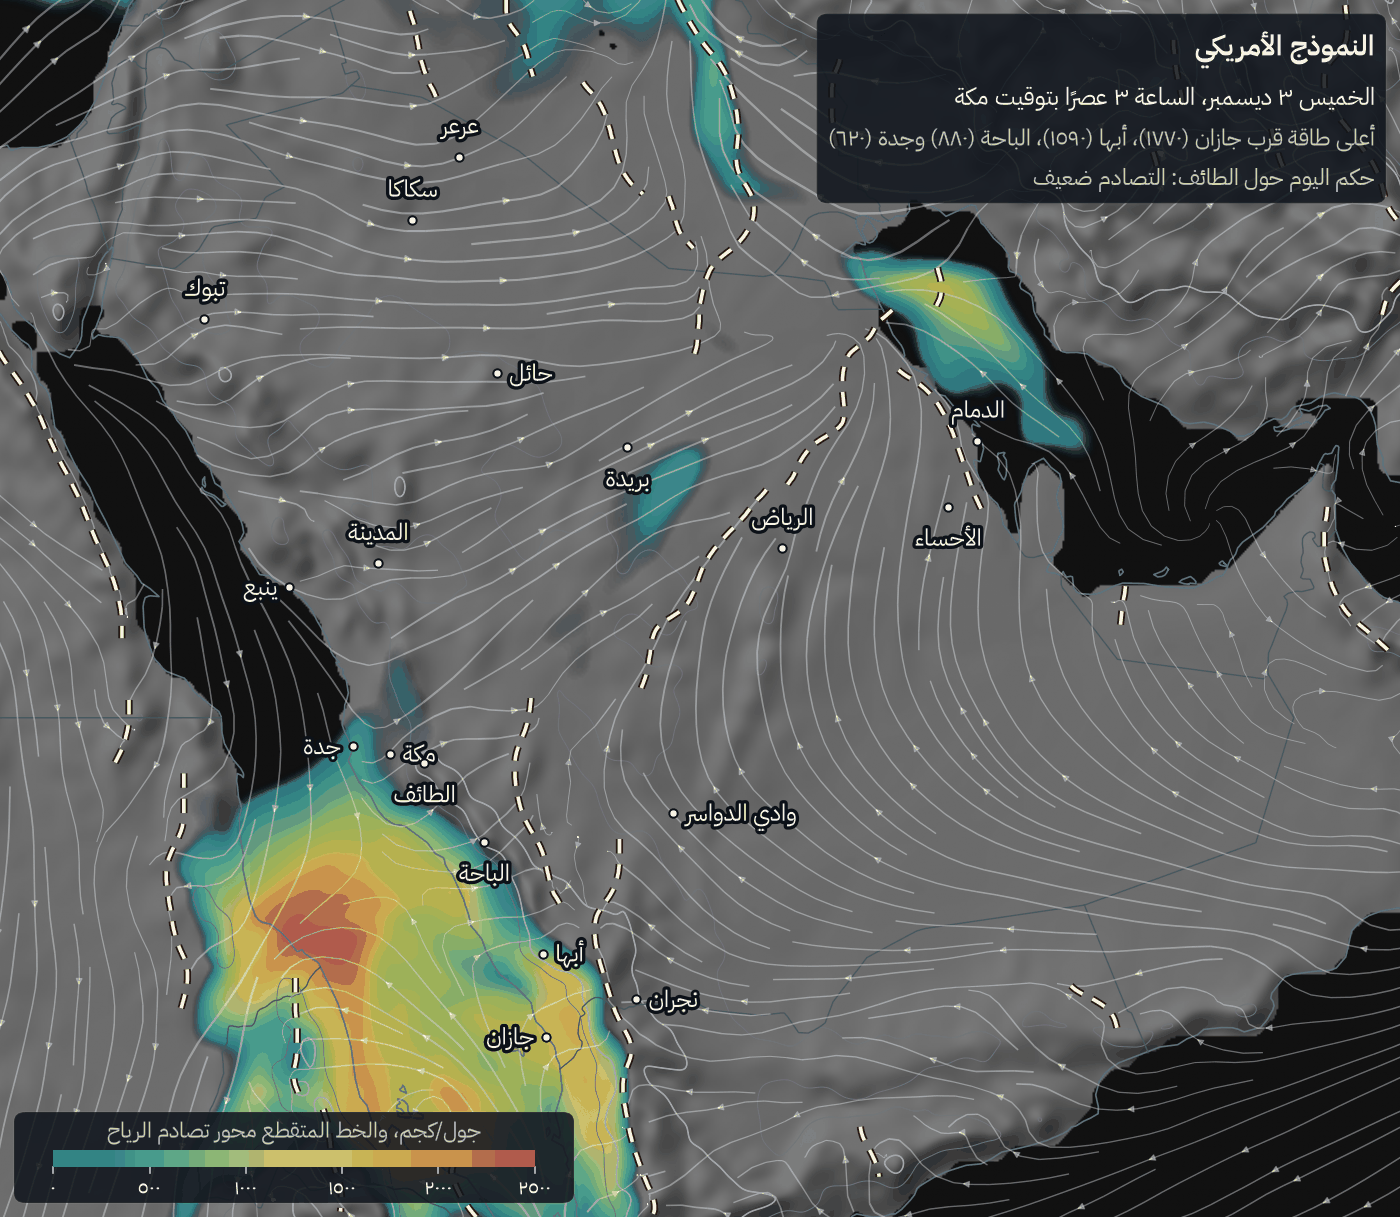 النموذج الأمريكي
الخميس ٣ ديسمبر، الساعة ٣ عصرًا بتوقيت مكة
أعلى طاقة قرب جازان (١٧٧٠)، أبها (١٥٩٠)، الباحة (٨٨٠) وجدة (٦٢٠)
حكم اليوم حول الطائف: التصادم ضعيف
عرعر
سكاكا
تبوك
حائل
الدمام
بريدة
الرياض
الأحساء
المدينة
ينبع
جدة
مكة
الطائف
وادي الدواسر
الباحة
أبها
نجران
جازان
جول/كجم، والخط المتقطع محور تصادم الرياح
٠ ٥٠٠ ١٠٠٠ ١٥٠٠ ٢٠٠٠ ٢٥٠٠